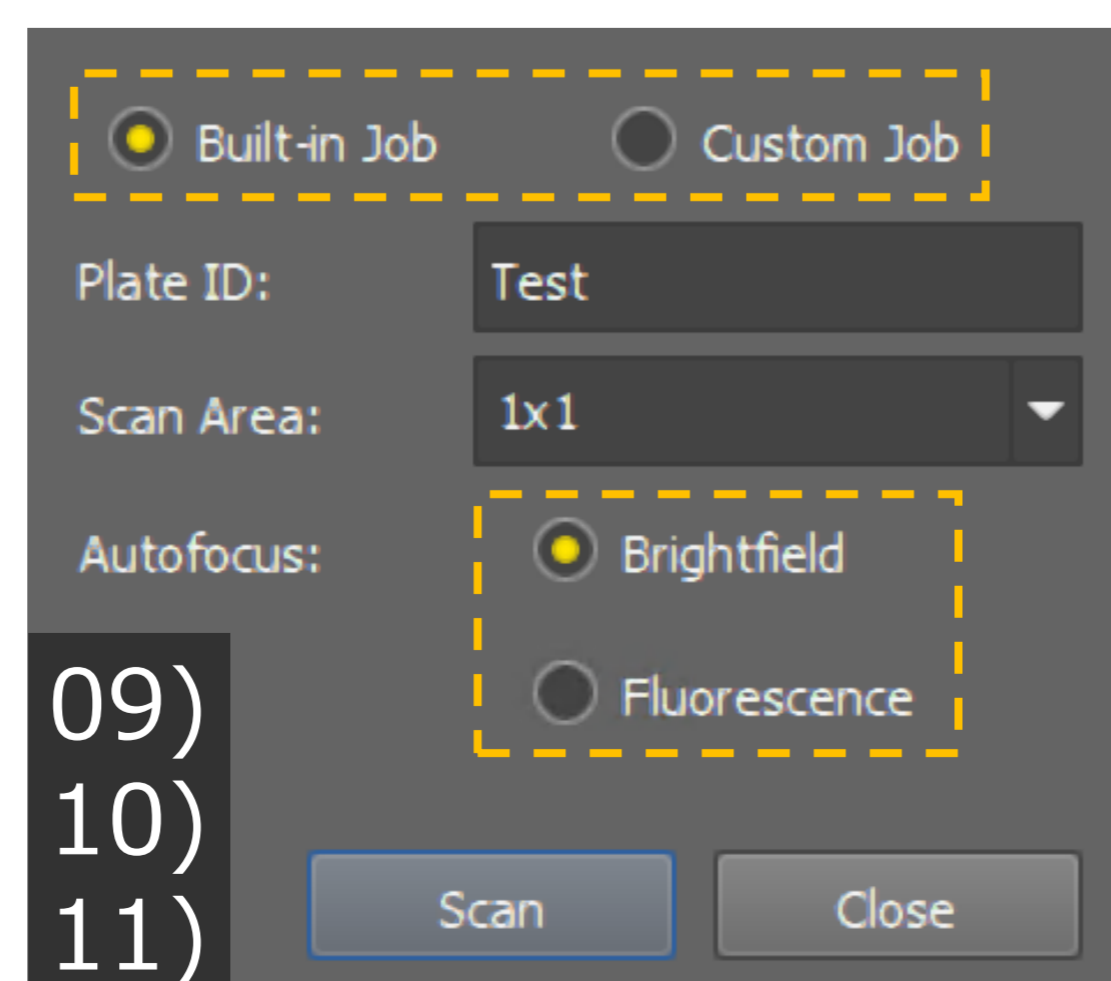 Built-in Job Custom Job
Plate ID: Test
Scan Area: 1x1
Autofocus: Brightfield
Fluorescence
09)
10)
11)
Scan Close